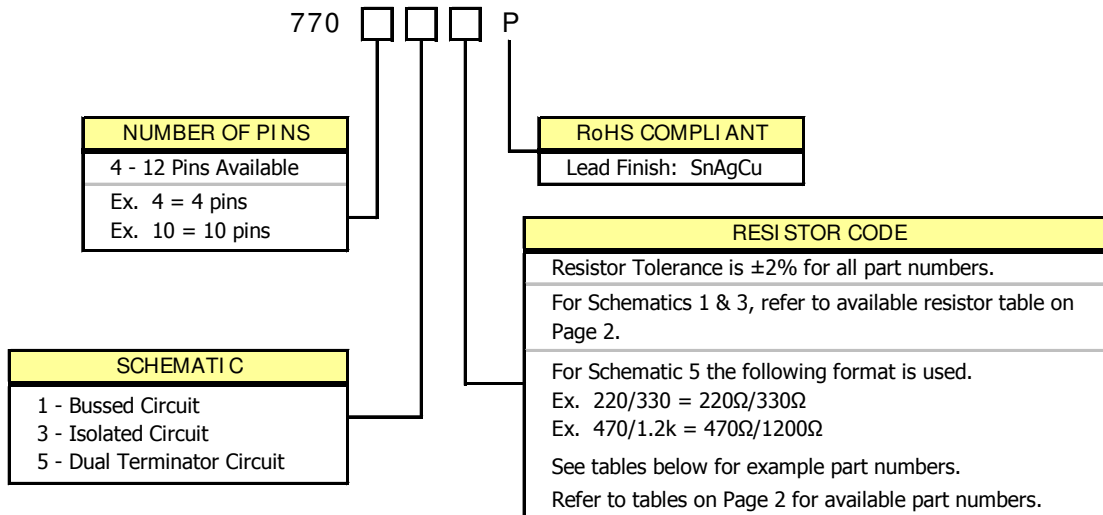 770 P
NUMBER OF PINS
4 - 12 Pins Available
Ex. 4 = 4 pins
Ex. 10 = 10 pins
RoHS COMPLIANT
Lead Finish: SnAgCu
SCHEMATIC
1 - Bussed Circuit
3 - Isolated Circuit
5 - Dual Terminator Circuit
RESISTOR CODE
Resistor Tolerance is ±2% for all part numbers.
For Schematics 1 & 3, refer to available resistor table on
Page 2.
For Schematic 5 the following format is used.
Ex. 220/330 = 220Ω/330Ω
Ex. 470/1.2k = 470Ω/1200Ω
See tables below for example part numbers.
Refer to tables on Page 2 for available part numbers.